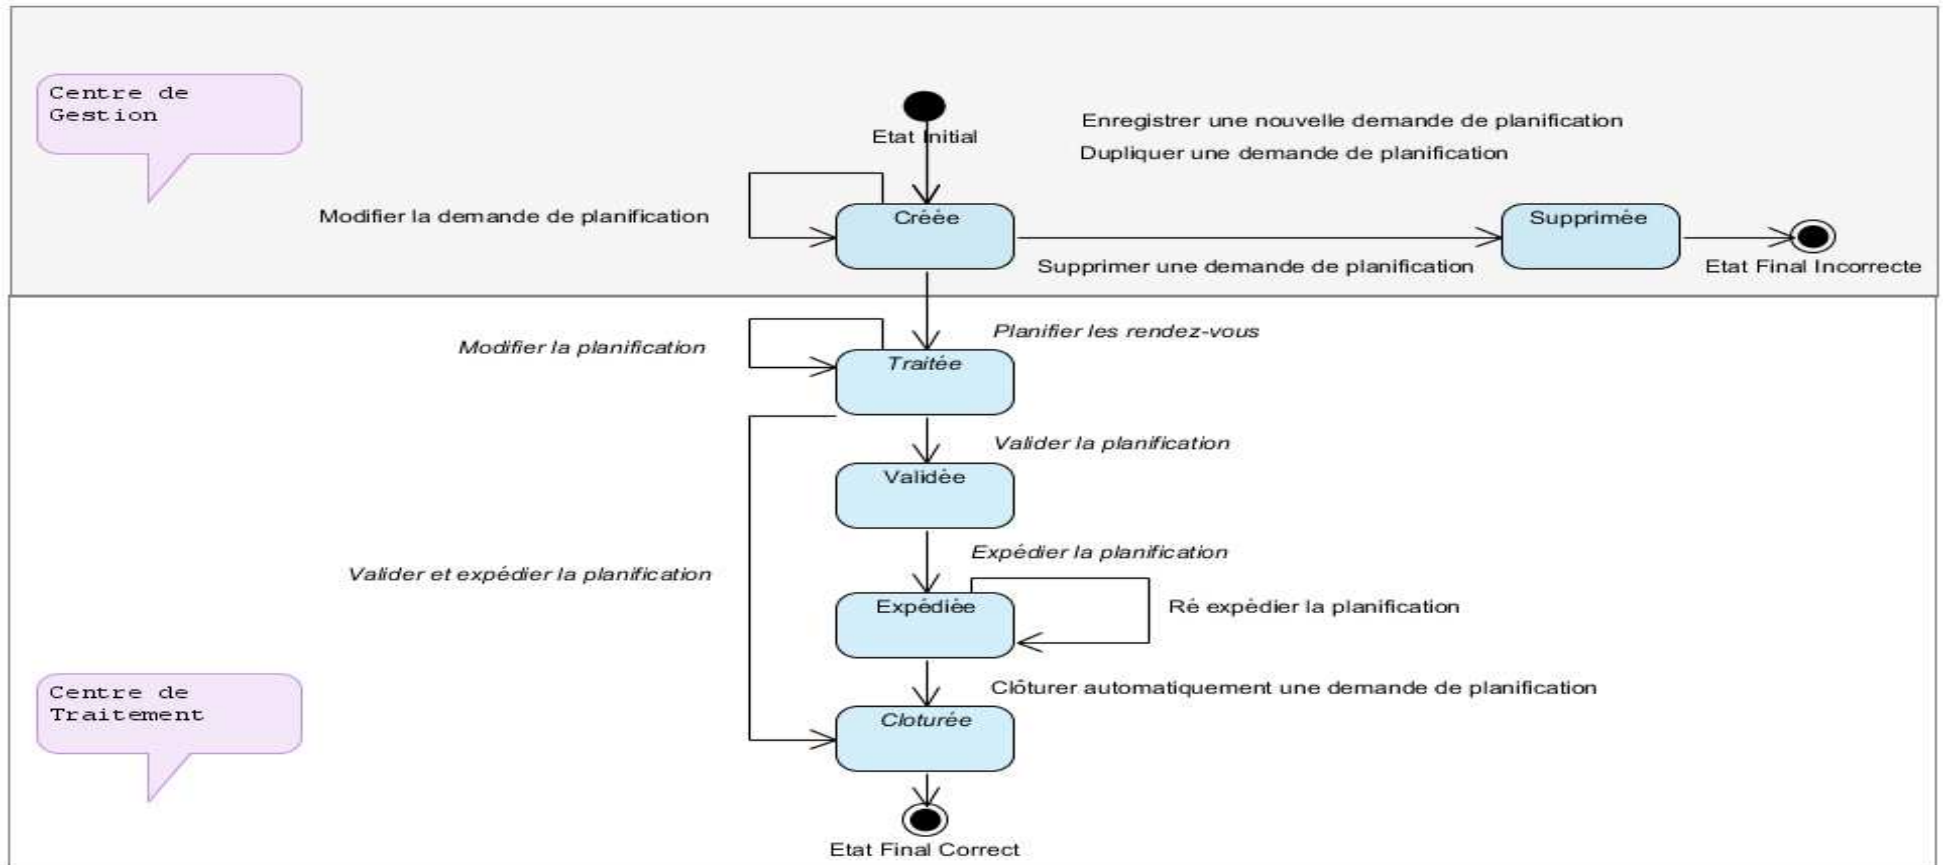 Centre de
Gestion
Etat Initial
Enregistrer une nouvelle demande de planification
Dupliquer une demande de planification
Modifier la demande de planification
Créée
Supprimée
Supprimer une demande de planification
Etat Final Incorrecte
Planifier les rendez-vous
Modifier la planification
Traitée
Valider la planification
Validée
Expédier la planification
Valider et expédier la planification
Expédiée
Ré expédier la planification
Centre de
Traitement
Clôturer automatiquement une demande de planification
Cloturée
Etat Final Correct